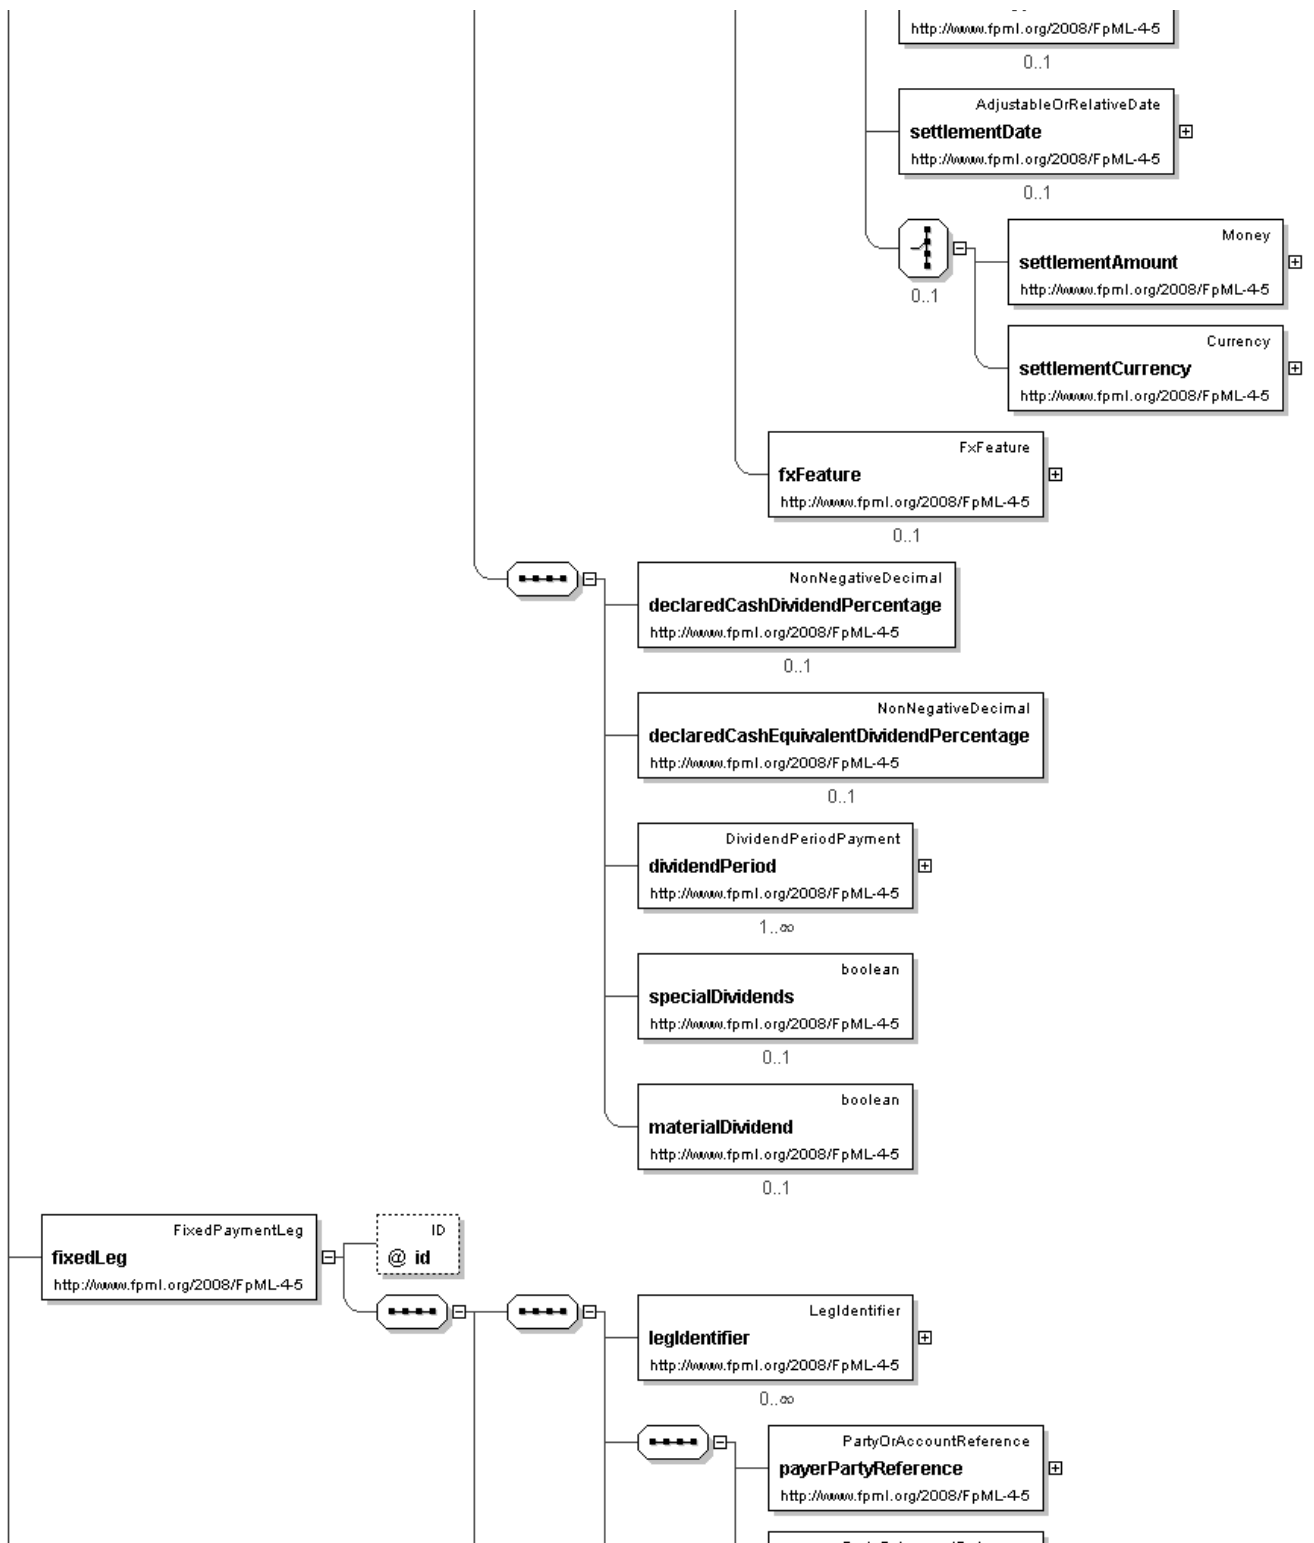 http://www.fpml.org/2008/FpML-4-5
0..1
AdjustableOrRelativeDate
settlementDate
http://www.fpml.org/2008/FpML-4-5
0..1
0..1
Money
settlementAmount
http://www.fpml.org/2008/FpML-4-5
Currency
settlementCurrency
http://www.fpml.org/2008/FpML-4-5
FxFeature
fxFeature
http://www.fpml.org/2008/FpML-4-5
0..1
NonNegativeDecimal
declaredCashDividendPercentage
http://www.fpml.org/2008/FpML-4-5
0..1
NonNegativeDecimal
declaredCashEquivalentDividendPercentage
http://www.fpml.org/2008/FpML-4-5
0..1
DividendPeriodPayment
dividendPeriod
http://www.fpml.org/2008/FpML-4-5
1..∞
boolean
specialDividends
http://www.fpml.org/2008/FpML-4-5
0..1
boolean
materialDividend
http://www.fpml.org/2008/FpML-4-5
0..1
FixedPaymentLeg
fixedLeg
http://www.fpml.org/2008/FpML-4-5
ID
@ id
LegIdentifier
legIdentifier
http://www.fpml.org/2008/FpML-4-5
0..∞
PartyOrAccountReference
payerPartyReference
http://www.fpml.org/2008/FpML-4-5